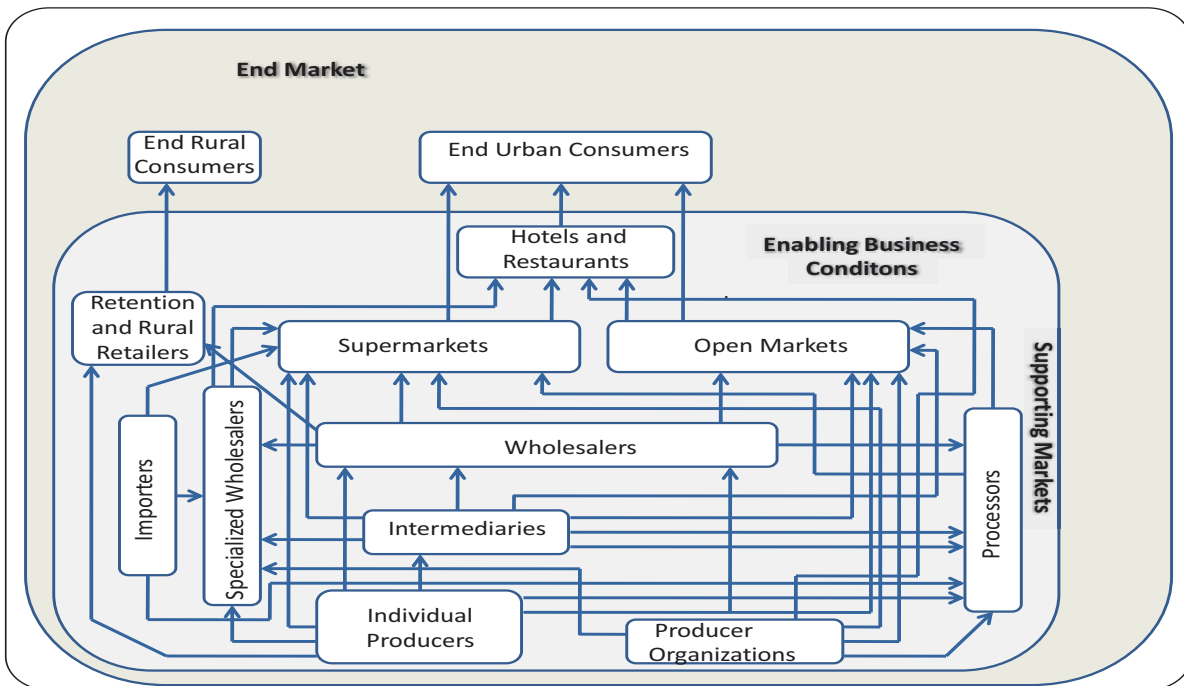 End Market
End Rural
Consumers
End Urban Consumers
Hotels and
Restaurants
Enabling Business
Conditons
Retention
and Rural
Retailers
Supermarkets
Open Markets
Supporting Markets
Importers
Specialized Wholesalers
Wholesalers
Intermediaries
Processors
Individual
Producers
Producer
Organizations